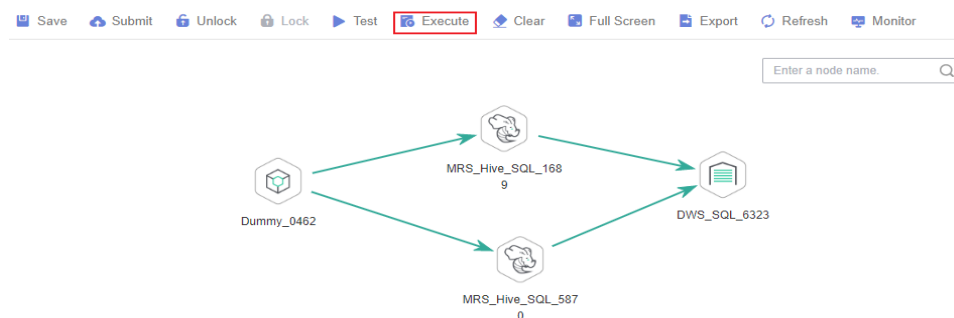 Save Submit Unlock Lock Test Execute Clear Full Screen Export Refresh Monitor
Enter a node name.
MRS_Hive_SQL_168
9
Dummy_0462
DWS_SQL_6323
MRS_Hive_SQL_587
0